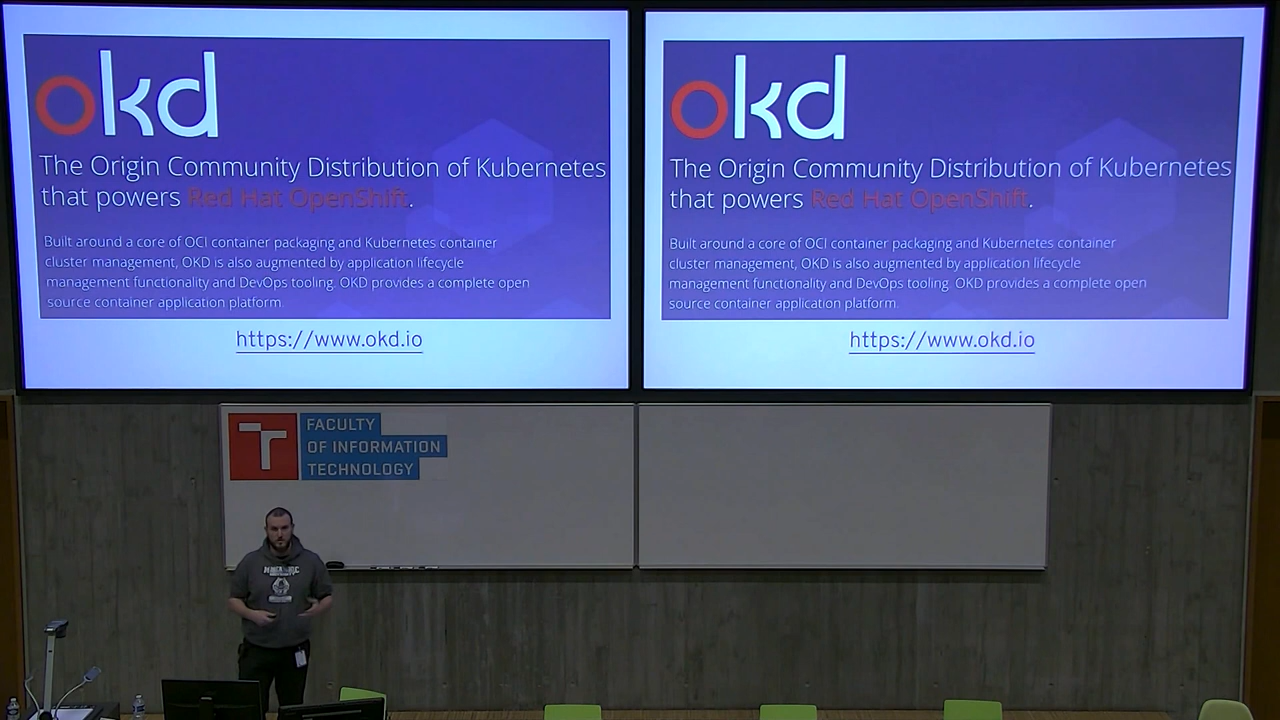 okd
The Origin Community Distribution of Kubernetes
that powers Red Hat OpenShift.
Built around a core of OCI container packaging and Kubernetes container
cluster management, OKD is also augmented by application lifecycle
management functionality and DevOps tooling. OKD provides a complete open
source container application platform.
https://www.okd.io
okd
The Origin Community Distribution of Kubernetes
that powers Red Hat OpenShift.
Built around a core of OCI container packaging and Kubernetes container
cluster management, OKD is also augmented by application lifecycle
management functionality and DevOps tooling. OKD provides a complete open
source container application platform.
https://www.okd.io
FACULTY
OF INFORMATION
TECHNOLOGY